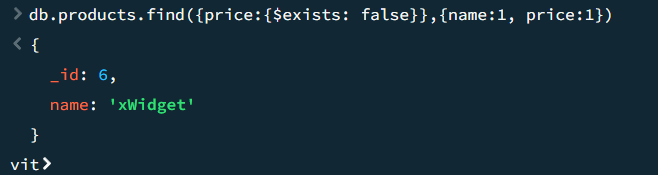 > db.products.find({price:{$exists: false}},{name:1, price:1})
< {
_id: 6,
name: 'xWidget'
}
vit>